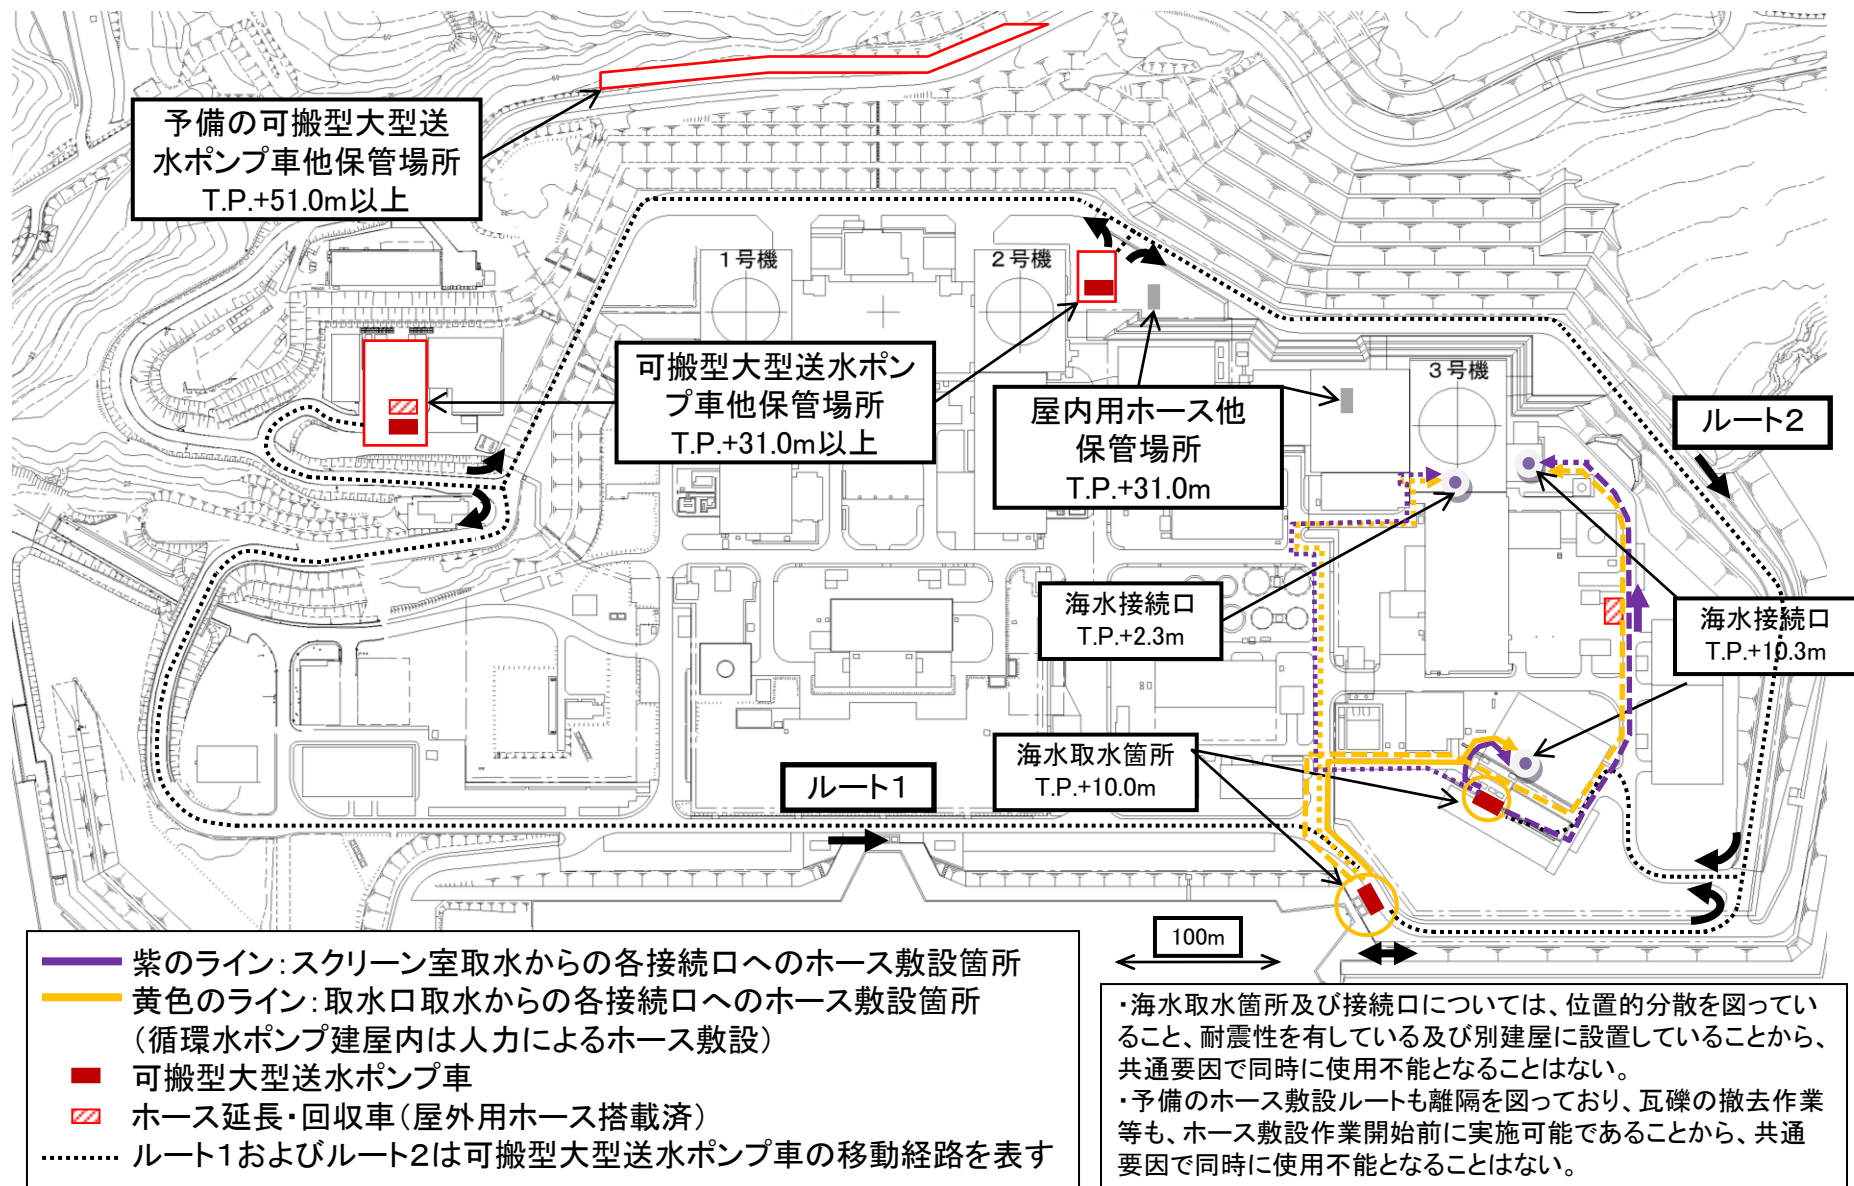 予備の可搬型大型送
水ポンプ車他保管場所
T.P.+51.0m以上
1号機
2号機
可搬型大型送水ポン
プ車他保管場所
T.P.+31.0m以上
屋内用ホース他
保管場所
T.P.+31.0m
3号機
ルート2
海水接続口
T.P.+2.3m
海水接続口
T.P.+10.3m
海水取水箇所
T.P.+10.0m
ルート1
100m
紫のライン：スクリーン室取水からの各接続口へのホース敷設箇所
黄色のライン：取水口取水からの各接続口へのホース敷設箇所
（循環水ポンプ建屋内は人力によるホース敷設）
可搬型大型送水ポンプ車
ホース延長・回収車（屋外用ホース搭載済）
ルート1およびルート2は可搬型大型送水ポンプ車の移動経路を表す
・海水取水箇所及び接続口については、位置的分散を図ってい
ること、耐震性を有している及び別建屋に設置していることから、
共通要因で同時に使用不能となることはない。
・予備のホース敷設ルートも離隔を図っており、瓦礫の撤去作業
等も、ホース敷設作業開始前に実施可能であることから、共通
要因で同時に使用不能となることはない。